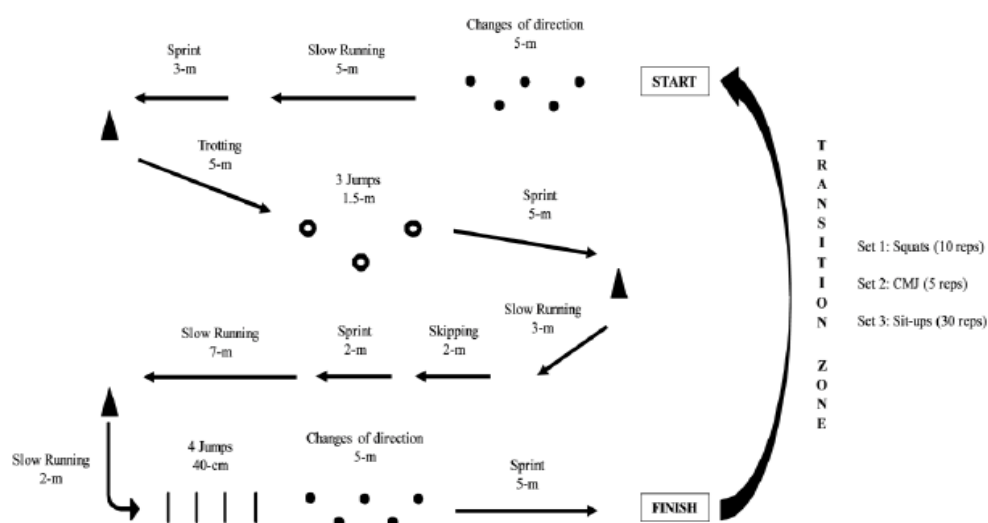 Changes of direction
5-m
START
Slow Running
5-m
Sprint
3-m
Trotting
5-m
3 Jumps
1.5-m
Sprint
5-m
Slow Running
3-m
Skipping
2-m
Sprint
2-m
Slow Running
7-m
Slow Running
2-m
4 Jumps
40-cm
Changes of direction
5-m
Sprint
5-m
FINISH
TRANSITION ZONE
Set 1: Squats (10 reps)
Set 2: CMJ (5 reps)
Set 3: Sit-ups (30 reps)